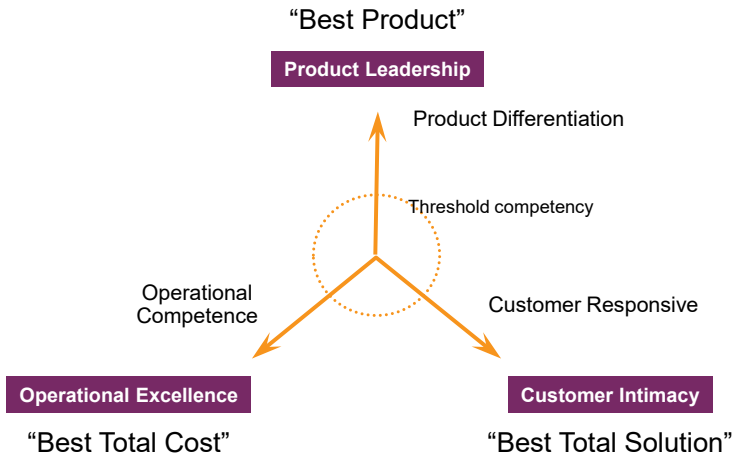 “Best Product”
Product Leadership
Product Differentiation
Threshold competency
Operational
Competence
Customer Responsive
Operational Excellence
Customer Intimacy
“Best Total Cost”
“Best Total Solution”